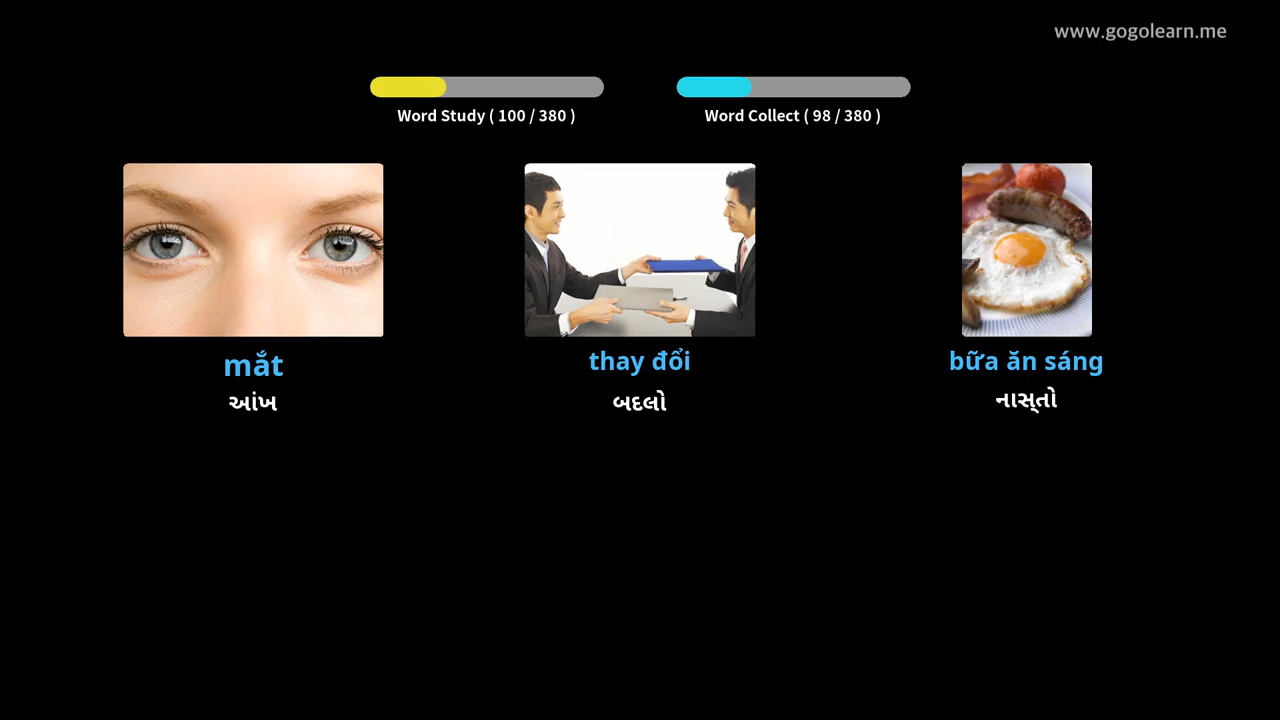 www.gogolearn.me
Word Study ( 100 / 380 )
Word Collect ( 98 / 380 )
mắt
thay đổi
bữa ăn sáng
આંખ
બદલો
નાસ્તો